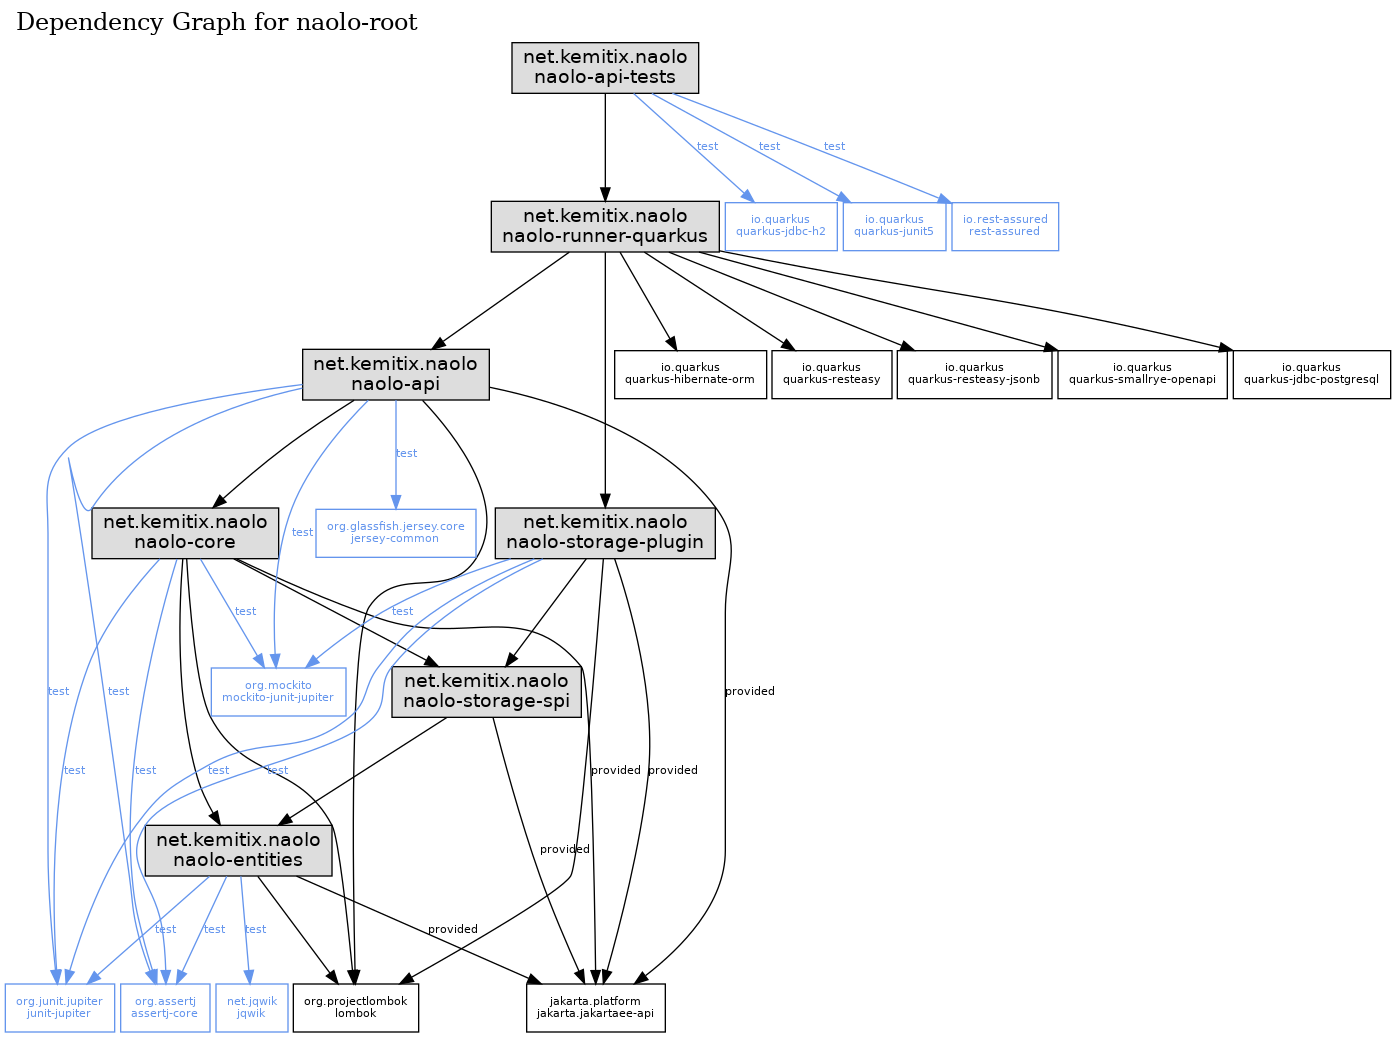 Dependency Graph for naolo-root
net.kemitix.naolo
naolo-api-tests
test
test
test
net.kemitix.naolo
naolo-runner-quarkus
io.quarkus
quarkus-jdbc-h2
io.quarkus
quarkus-junit5
io.rest-assured
rest-assured
net.kemitix.naolo
naolo-api
io.quarkus
quarkus-hibernate-orm
io.quarkus
quarkus-resteasy
io.quarkus
quarkus-resteasy-jsonb
io.quarkus
quarkus-smallrye-openapi
io.quarkus
quarkus-jdbc-postgresql
test
net.kemitix.naolo
naolo-core
test
org.glassfish.jersey.core
jersey-common
net.kemitix.naolo
naolo-storage-plugin
test
test
org.mockito
mockito-junit-jupiter
net.kemitix.naolo
naolo-storage-spi
test
test
provided
test
test
test
test
provided
provided
net.kemitix.naolo
naolo-entities
provided
test
test
test
provided
org.junit.jupiter
junit-jupiter
org.assertj
assertj-core
net.jqwik
jqwik
org.projectlombok
lombok
jakarta.platform
jakarta.jakartaee-api